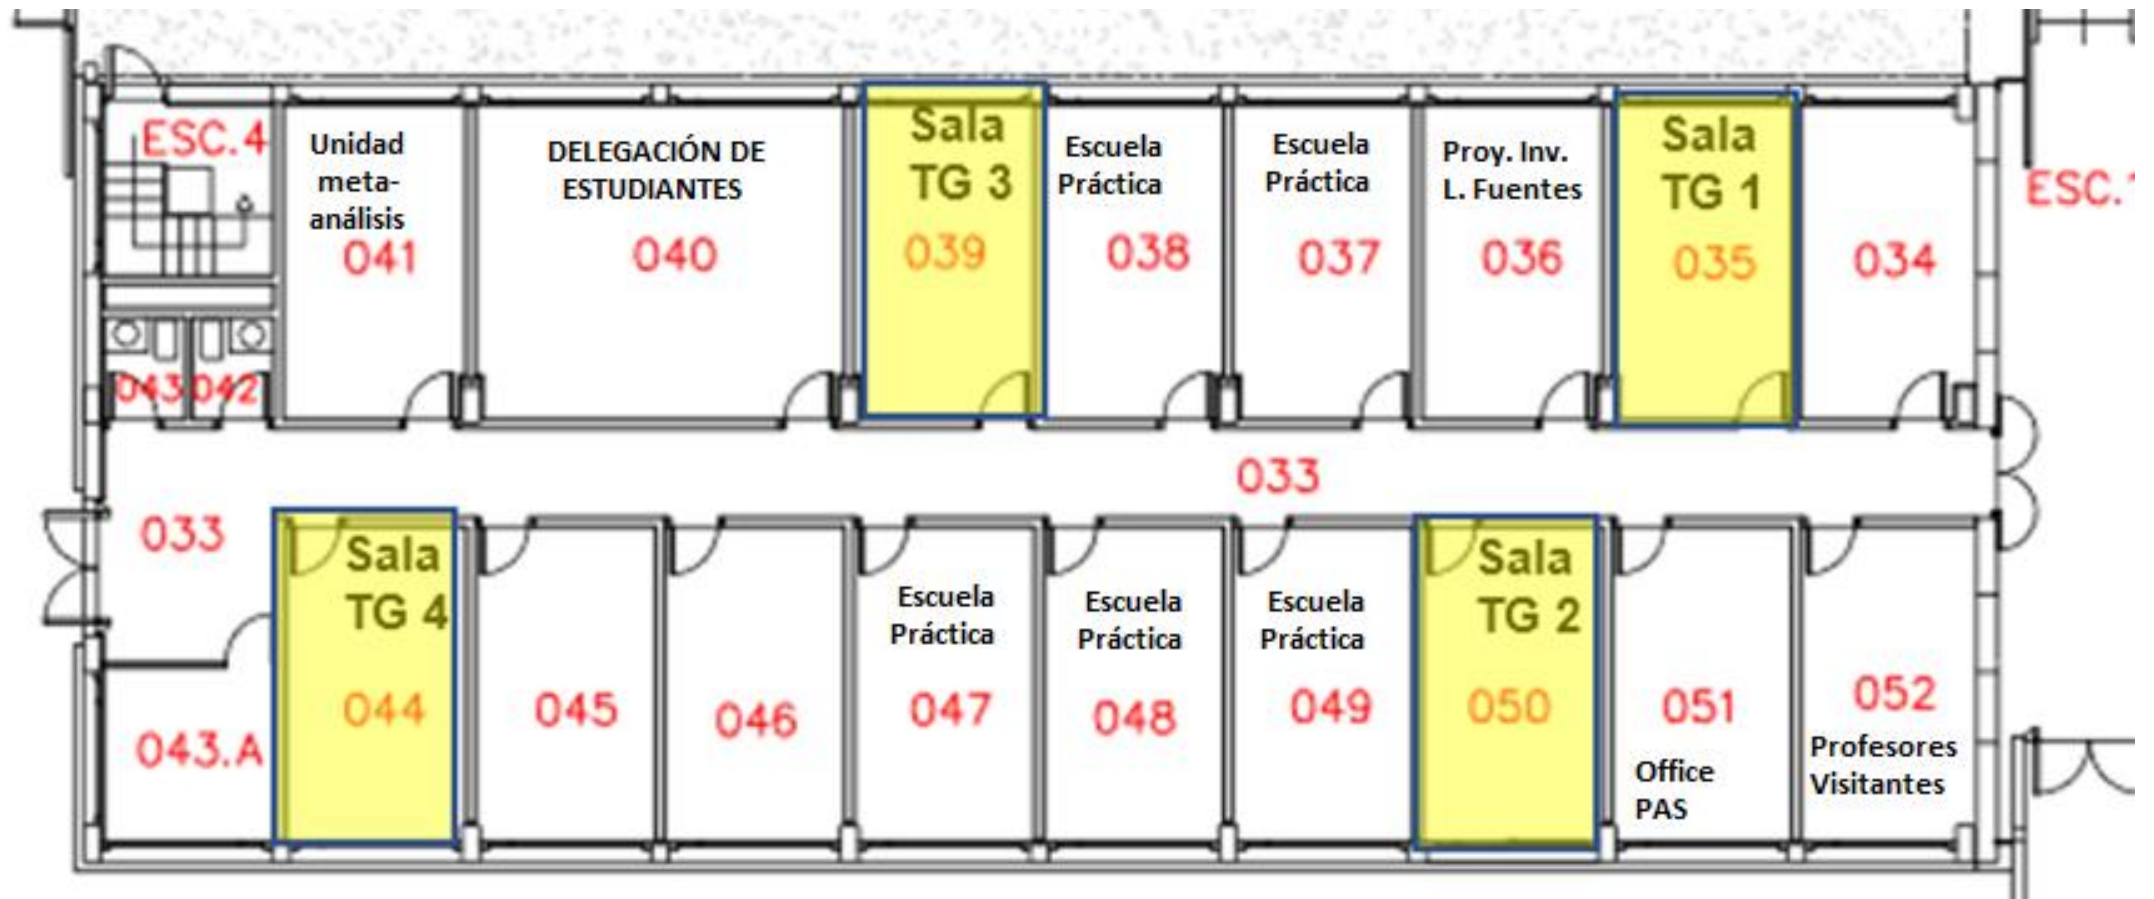 ESC.4
Unidad
meta-
análisis
041
DELEGACIÓN DE
ESTUDIANTES
040
Sala
TG 3
039
Escuela
Práctica
038
Escuela
Práctica
037
Proy. Inv.
L. Fuentes
036
Sala
TG 1
035
034
ESC.1
043
042
033
033
Sala
TG 4
044
043.A
045
046
Escuela
Práctica
047
Escuela
Práctica
048
Escuela
Práctica
049
Sala
TG 2
050
051
Office
PAS
052
Profesores
Visitantes